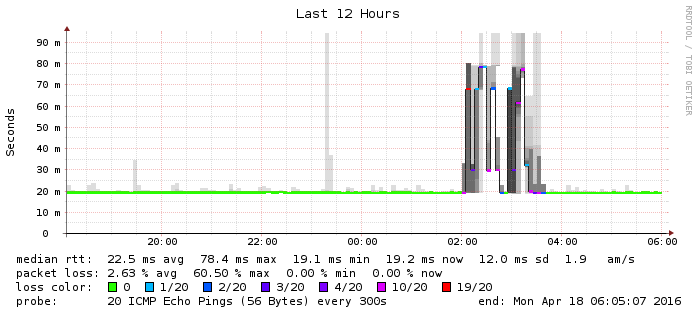 Last 12 Hours
RRDTOOL / TOBI OETIKER
Seconds
90 m
80 m
70 m
60 m
50 m
40 m
30 m
20 m
10 m
0
20:00 22:00 00:00 02:00 04:00 06:00
median rtt: 22.5 ms avg 78.4 ms max 19.1 ms min 19.2 ms now 12.0 ms sd 1.9 am/s
packet loss: 2.63 % avg 60.50 % max 0.00 % min 0.00 % now
loss color: 0 1/20 2/20 3/20 4/20 10/20 19/20
probe: 20 ICMP Echo Pings (56 Bytes) every 300s end: Mon Apr 18 06:05:07 2016